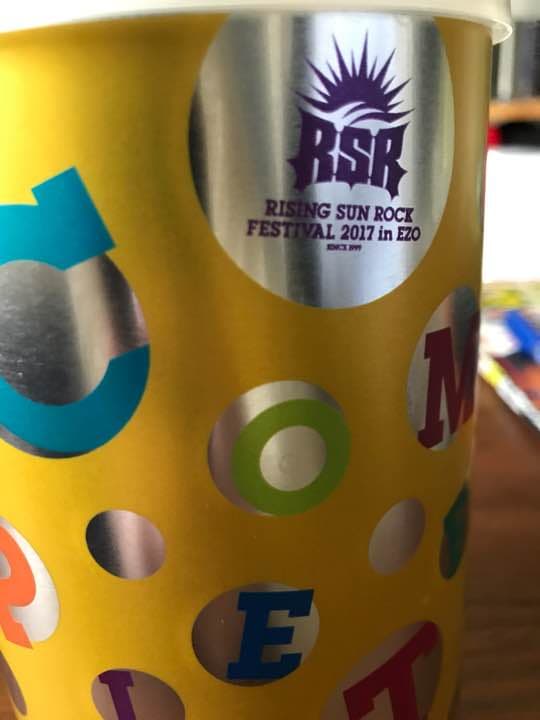 RSR
RISING SUN ROCK
FESTIVAL 2017 in EZO
SINCE 1999
C
O
M
R
E
I
T